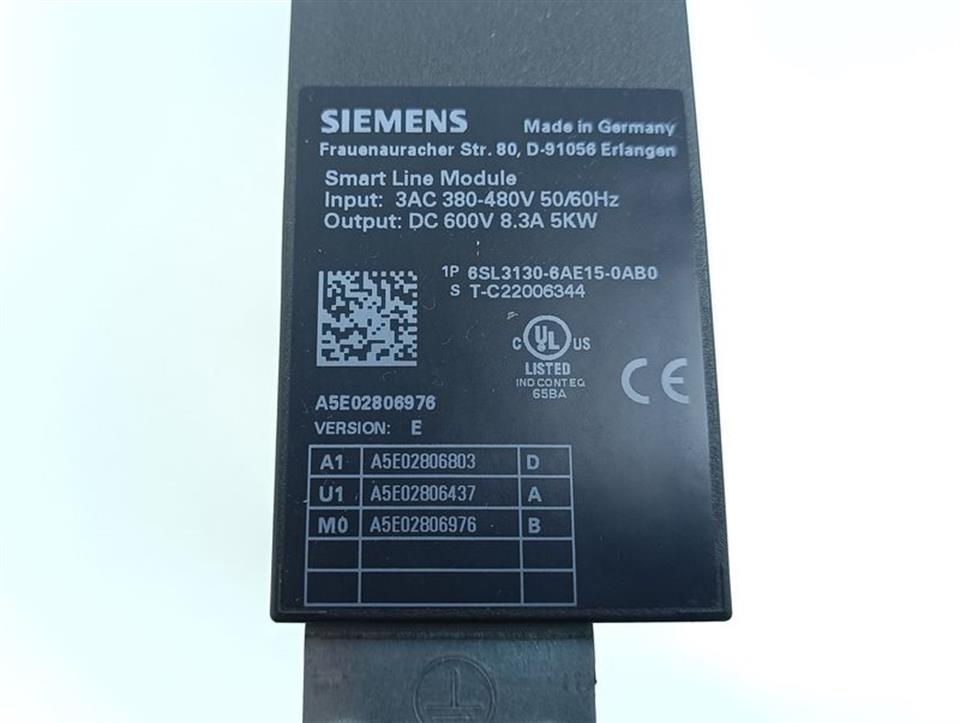 SIEMENS Made in Germany
Frauenauracher Str. 80, D-91056 Erlangen
Smart Line Module
Input: 3AC 380-480V 50/60Hz
Output: DC 600V 8.3A 5KW
1P 6SL3130-6AE15-0AB0
S T-C22006344
C UL US
LISTED
IND CONT EQ
65BA
CE
A5E02806976
VERSION: E
A1 A5E02806803 D
U1 A5E02806437 A
M0 A5E02806976 B